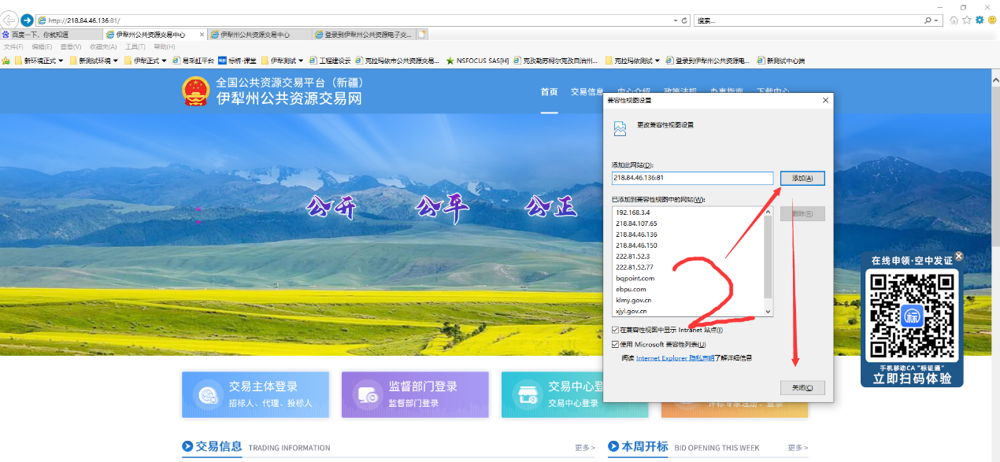 http://218.84.46.136:81/
搜索...
百度一下，你就知道
伊犁州公共资源交易中心
伊犁州公共资源交易中心
登录到伊犁州公共资源电子交...
文件(F) 编辑(E) 查看(V) 收藏夹(A) 工具(T) 帮助(H)
新环境正式 新测试环境 伊犁正式 易采虹平台 标桥-课堂 伊犁测试 工程建设云 克拉玛依市公共资源交易... NSFOCUS SAS[H] 克孜勒苏柯尔克孜自治州... 克拉玛依测试 登录到伊犁州公共资源电... 新测试中心端
全国公共资源交易平台（新疆）
伊犁州公共资源交易网
首页 交易信息 中心介绍 政策法规 办事指南 下载中心
公开 公平 公正
兼容性视图设置
更改兼容性视图设置
添加此网站(D):
218.84.46.136:81
添加(A)
已添加到兼容性视图中的网站(W):
192.168.3.4
218.84.107.65
218.84.46.136
218.84.46.150
222.81.52.3
222.81.52.77
bqpoint.com
ebpu.com
klmy.gov.cn
xjyl.gov.cn
删除(R)
2
在兼容性视图中显示 Intranet 站点(I)
使用 Microsoft 兼容性列表(U)
阅读 Internet Explorer 隐私声明了解详细信息
关闭(C)
在线申领·空中发证
标
手机移动CA“标证通”
立即扫码体验
交易主体登录
招标人、代理、投标人
监督部门登录
监督部门登录
交易中心登
交易中心登录
评标专家注册、登录
交易信息 TRADING INFORMATION 更多 >
本周开标 BID OPENING THIS WEEK 更多 >